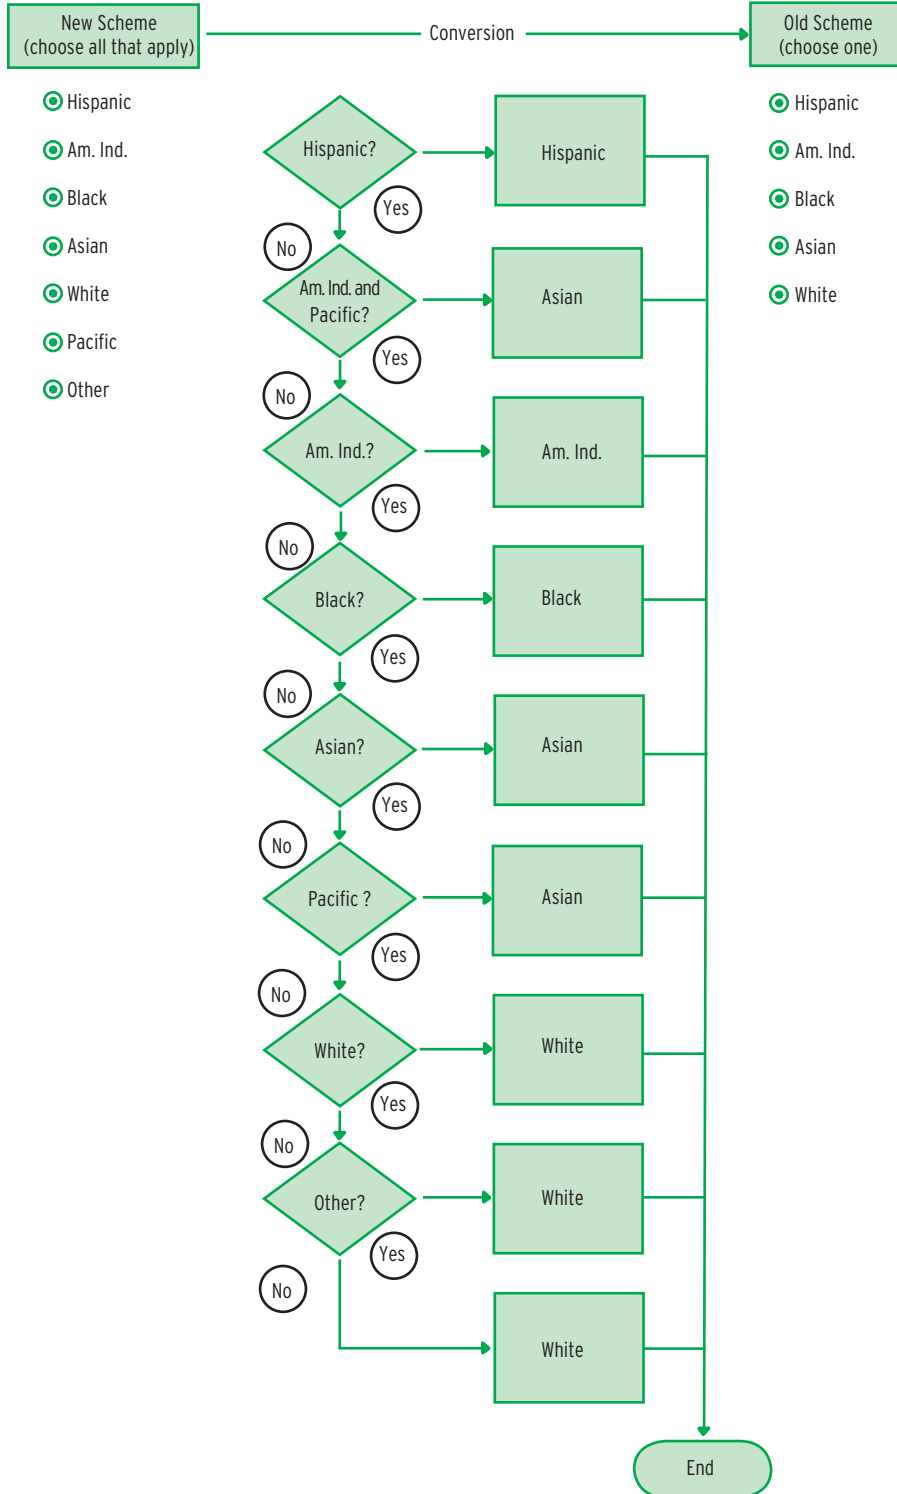 New Scheme
(choose all that apply)
Conversion
Old Scheme
(choose one)
Hispanic
Am. Ind.
Black
Asian
White
Pacific
Other
Hispanic
Am. Ind.
Black
Asian
White
Hispanic?
Hispanic
Yes
No
Am. Ind. and
Pacific?
Asian
Yes
No
Am. Ind.?
Am. Ind.
Yes
No
Black?
Black
Yes
No
Asian?
Asian
Yes
No
Pacific ?
Asian
Yes
No
White?
White
Yes
No
Other?
White
Yes
No
White
End